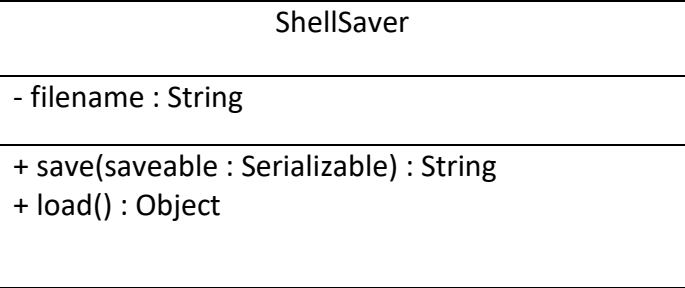 ShellSaver
- filename : String
+ save(saveable : Serializable) : String
+ load() : Object